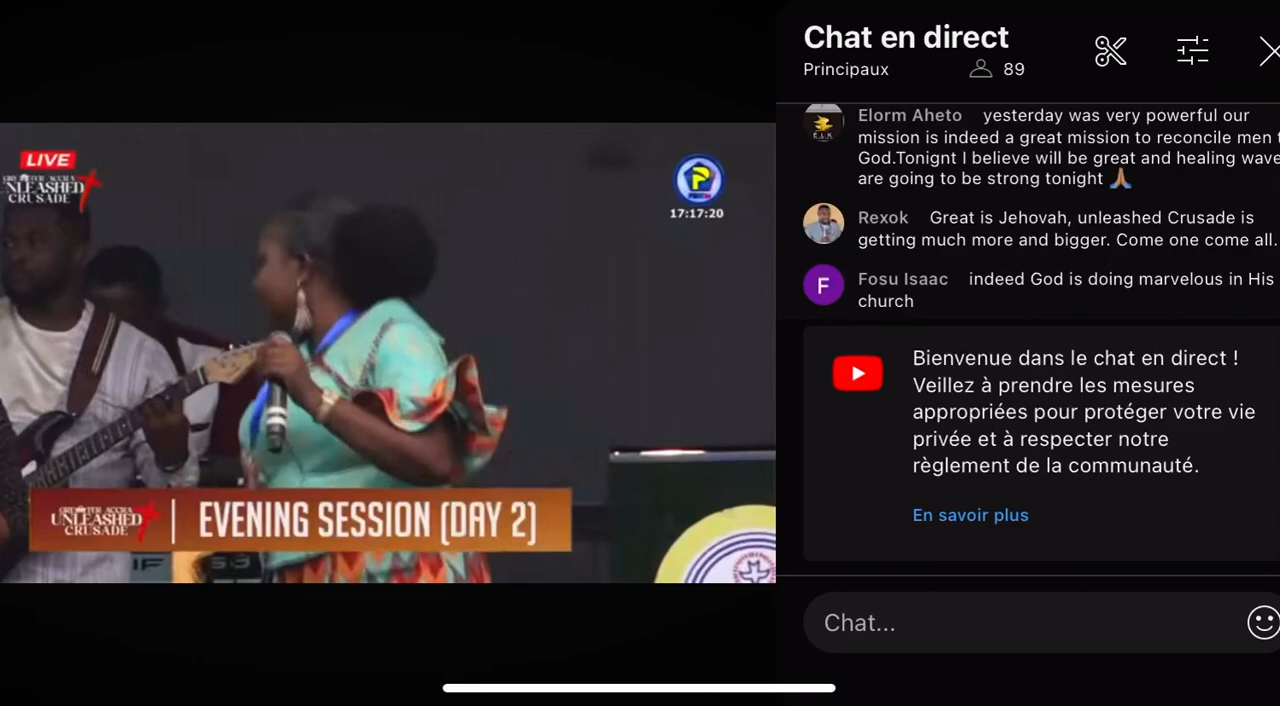 Chat en direct
Principaux
89
LIVE
GREATER ACCRA
UNLEASHED
CRUSADE
17:17:20
Elorm Aheto yesterday was very powerful our
mission is indeed a great mission to reconcile men
God.Tonignt I believe will be great and healing wave
are going to be strong tonight 🙏🏽
Rexok Great is Jehovah, unleashed Crusade is
getting much more and bigger. Come one come all.
F
Fosu Isaac indeed God is doing marvelous in His
church
Bienvenue dans le chat en direct !
Veillez à prendre les mesures
appropriées pour protéger votre vie
privée et à respecter notre
règlement de la communauté.
En savoir plus
GREATER ACCRA
UNLEASHED
CRUSADE
EVENING SESSION (DAY 2)
Chat...